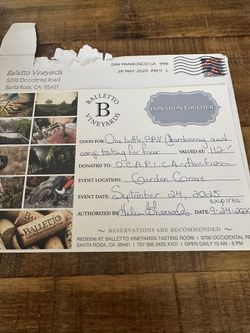 SAN FRANCISCO CA 940
28 MAY 2025 PM 5 L
Balletto Vineyards
5700 Occidental Road
Santa Rosa, CA 95401
BALLETTO
B
VINEYARDS
DONATION VOUCHER
GOOD FOR: One bottle RRV Chardonnay and
comp tasting for four VALUED AT: 112
DONATED TO: O.C.A.P.I.C.A. - Auction
EVENT LOCATION: Garden Grove
EVENT DATE: September 24, 2025
expires:
AUTHORIZED BY: Helen 9-24-
RESERVATIONS ARE RECOMMENDED
REDEEM AT: BALLETTO VINEYARDS TASTING ROOM | 5700 OCCIDENTAL
SANTA ROSA, CA 95401 | 707.568.2455 X101 | OPEN DAILY 10 AM - 5 PM
BALLETTO